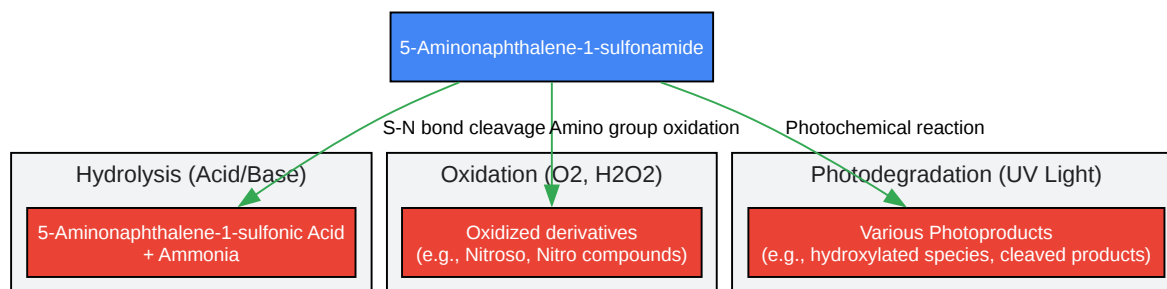 5-Aminonaphthalene-1-sulfonamide
S-N bond cleavage
Amino group oxidation
Photochemical reaction
Hydrolysis (Acid/Base)
Oxidation (O2, H2O2)
Photodegradation (UV Light)
5-Aminonaphthalene-1-sulfonic Acid
+ Ammonia
Oxidized derivatives
(e.g., Nitroso, Nitro compounds)
Various Photoproducts
(e.g., hydroxylated species, cleaved products)